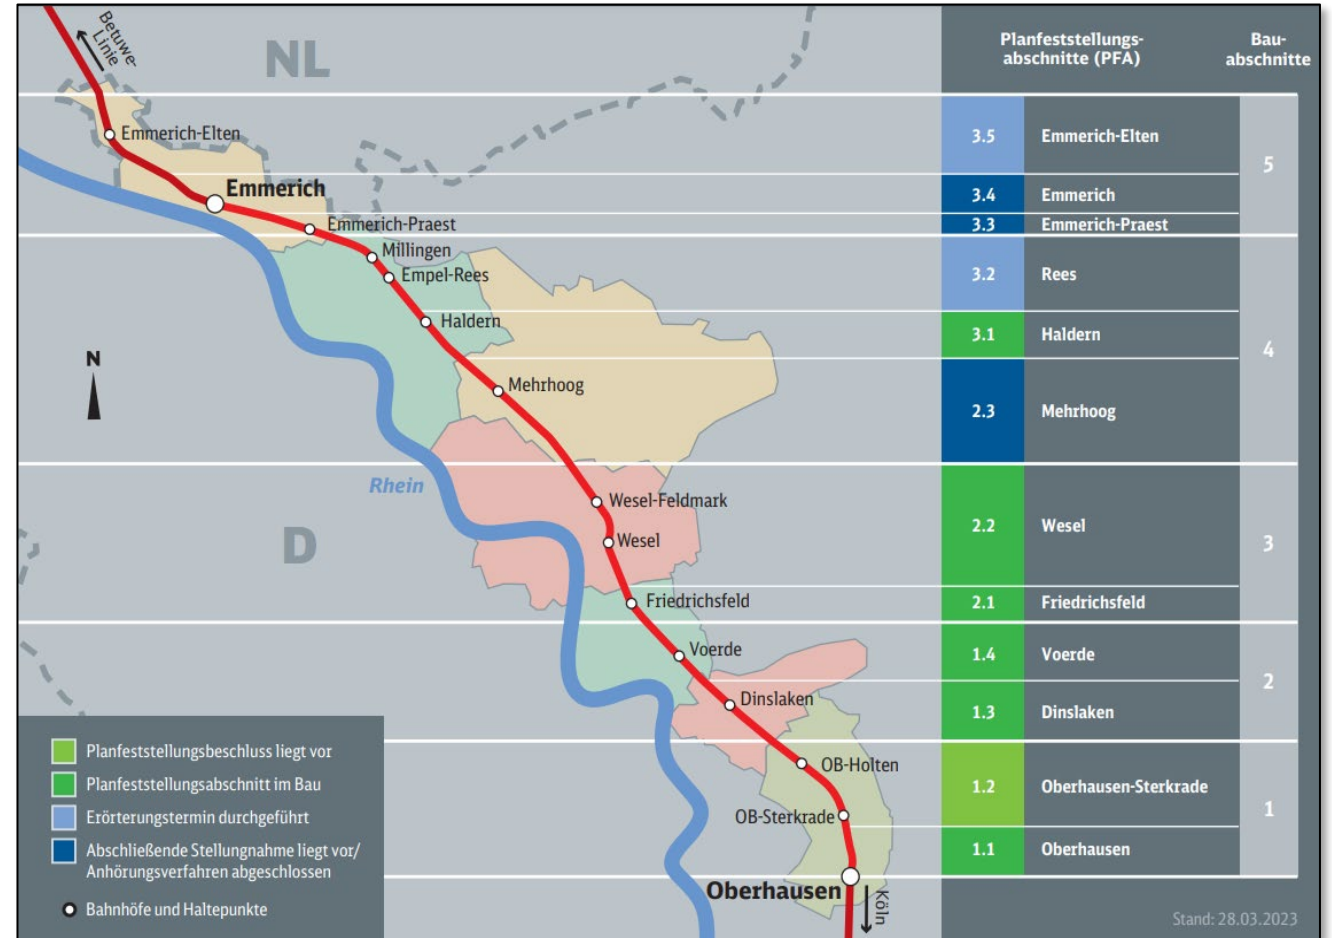 Betuwe-
Linie
NL
Emmerich-Elten
Emmerich
Emmerich-Praest
Millingen
Empel-Rees
Haldern
N
Mehrhoog
Rhein
Wesel-Feldmark
D
Wesel
Friedrichsfeld
Voerde
Dinslaken
OB-Holten
OB-Sterkrade
Oberhausen
Köln
Planfeststellungs-
abschnitte (PFA)
Bau-
abschnitte
3.5 Emmerich-Elten
3.4 Emmerich
3.3 Emmerich-Praest
5
3.2 Rees
3.1 Haldern
2.3 Mehrhoog
4
2.2 Wesel
2.1 Friedrichsfeld
3
1.4 Voerde
1.3 Dinslaken
2
1.2 Oberhausen-Sterkrade
1.1 Oberhausen
1
Planfeststellungsbeschluss liegt vor
Planfeststellungsabschnitt im Bau
Erörterungstermin durchgeführt
Abschließende Stellungnahme liegt vor/
Anhörungsverfahren abgeschlossen
Bahnhöfe und Haltepunkte
Stand: 28.03.2023